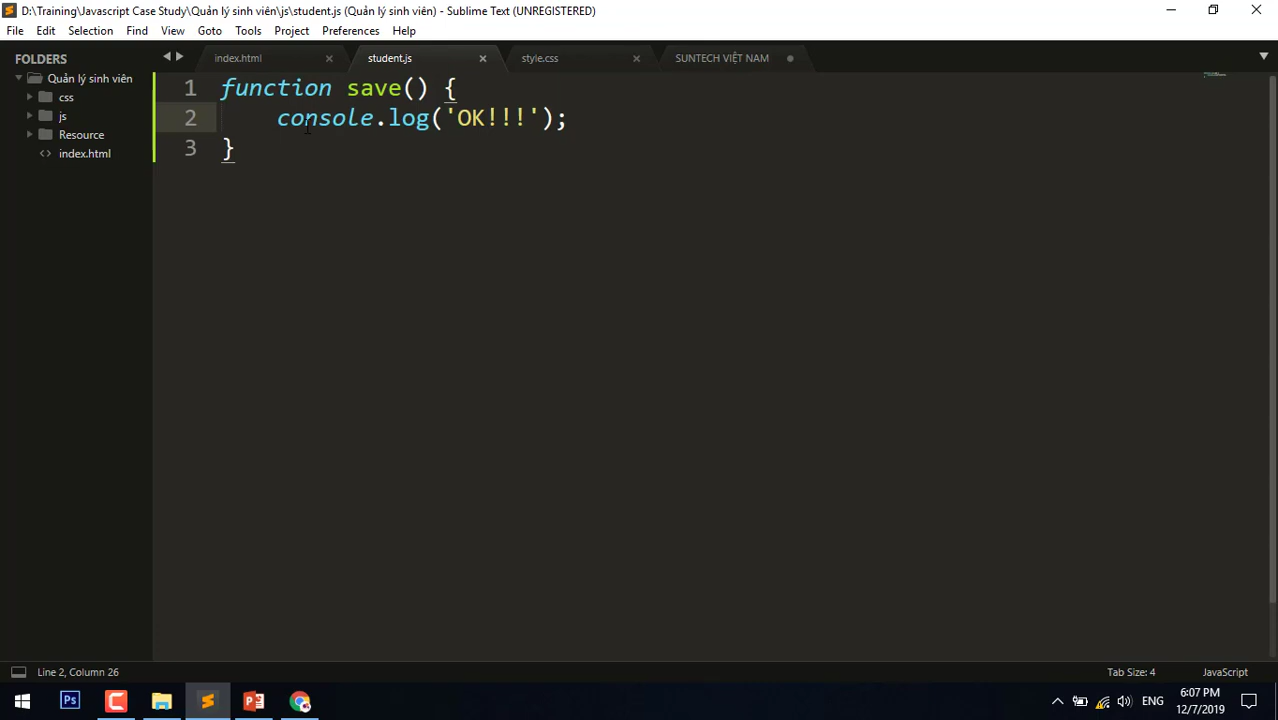 D:\Training\Javascript Case Study\Quản lý sinh viên\js\student.js (Quản lý sinh viên) - Sublime Text (UNREGISTERED)
File Edit Selection Find View Goto Tools Project Preferences Help
FOLDERS
Quản lý sinh viên
css
js
Resource
index.html
index.html student.js style.css SUNTECH VIỆT NAM
1 function save() {
2     console.log('OK!!!');
3 }
Line 2, Column 26 Tab Size: 4 JavaScript
Ps ENG 6:07 PM
12/7/2019